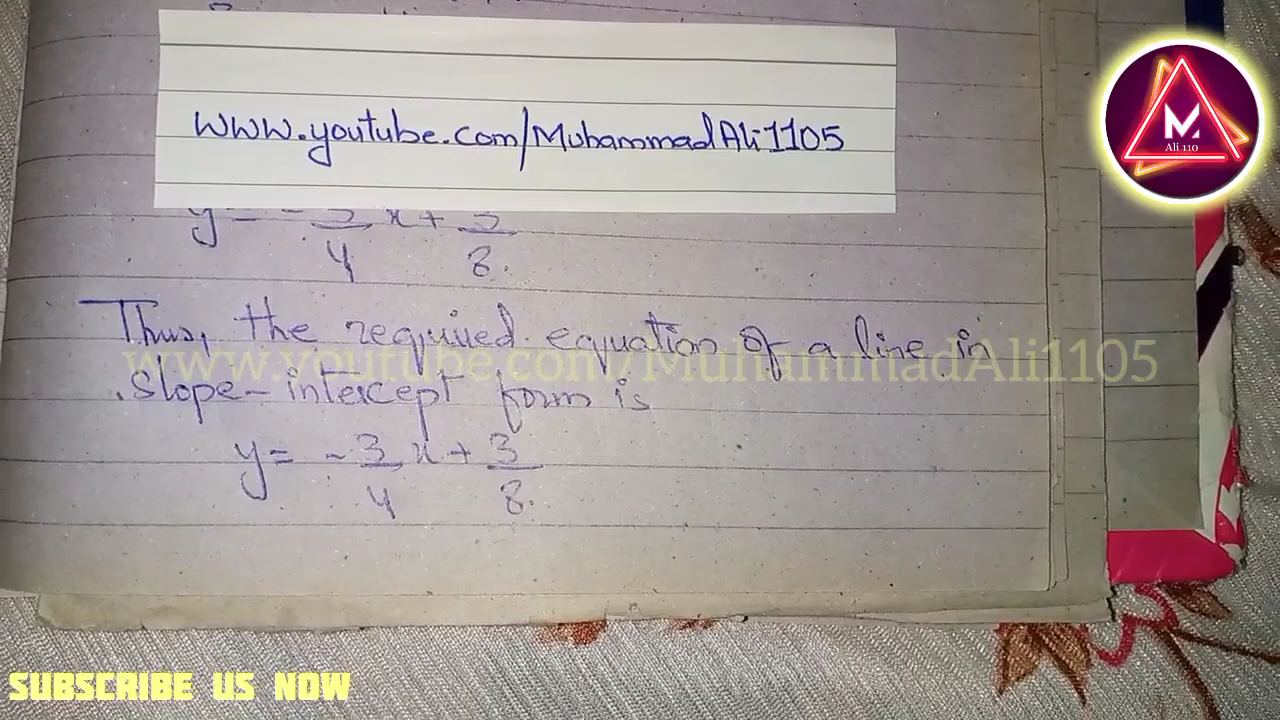 www.youtube.com/MuhammadAli1105
M
Ali 110
y = - 3/4 x + 3/8.
Thus, the required equation of a line in
www.youtube.com/MuhammadAli1105
slope-intercept form is
y = - 3/4 x + 3/8.
SUBSCRIBE US NOW